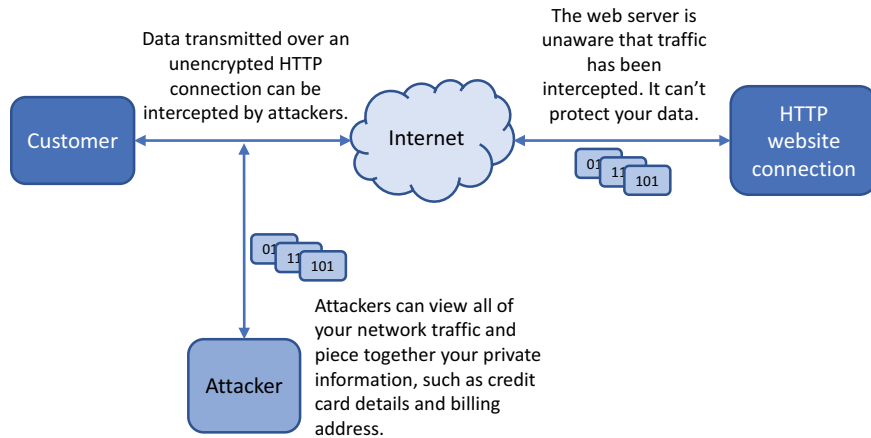 Data transmitted over an
unencrypted HTTP
connection can be
intercepted by attackers.
The web server is
unaware that traffic
has been
intercepted. It can’t
protect your data.
Customer
Internet
HTTP
website
connection
01
11
101
01
11
101
Attackers can view all of
your network traffic and
piece together your private
information, such as credit
card details and billing
address.
Attacker